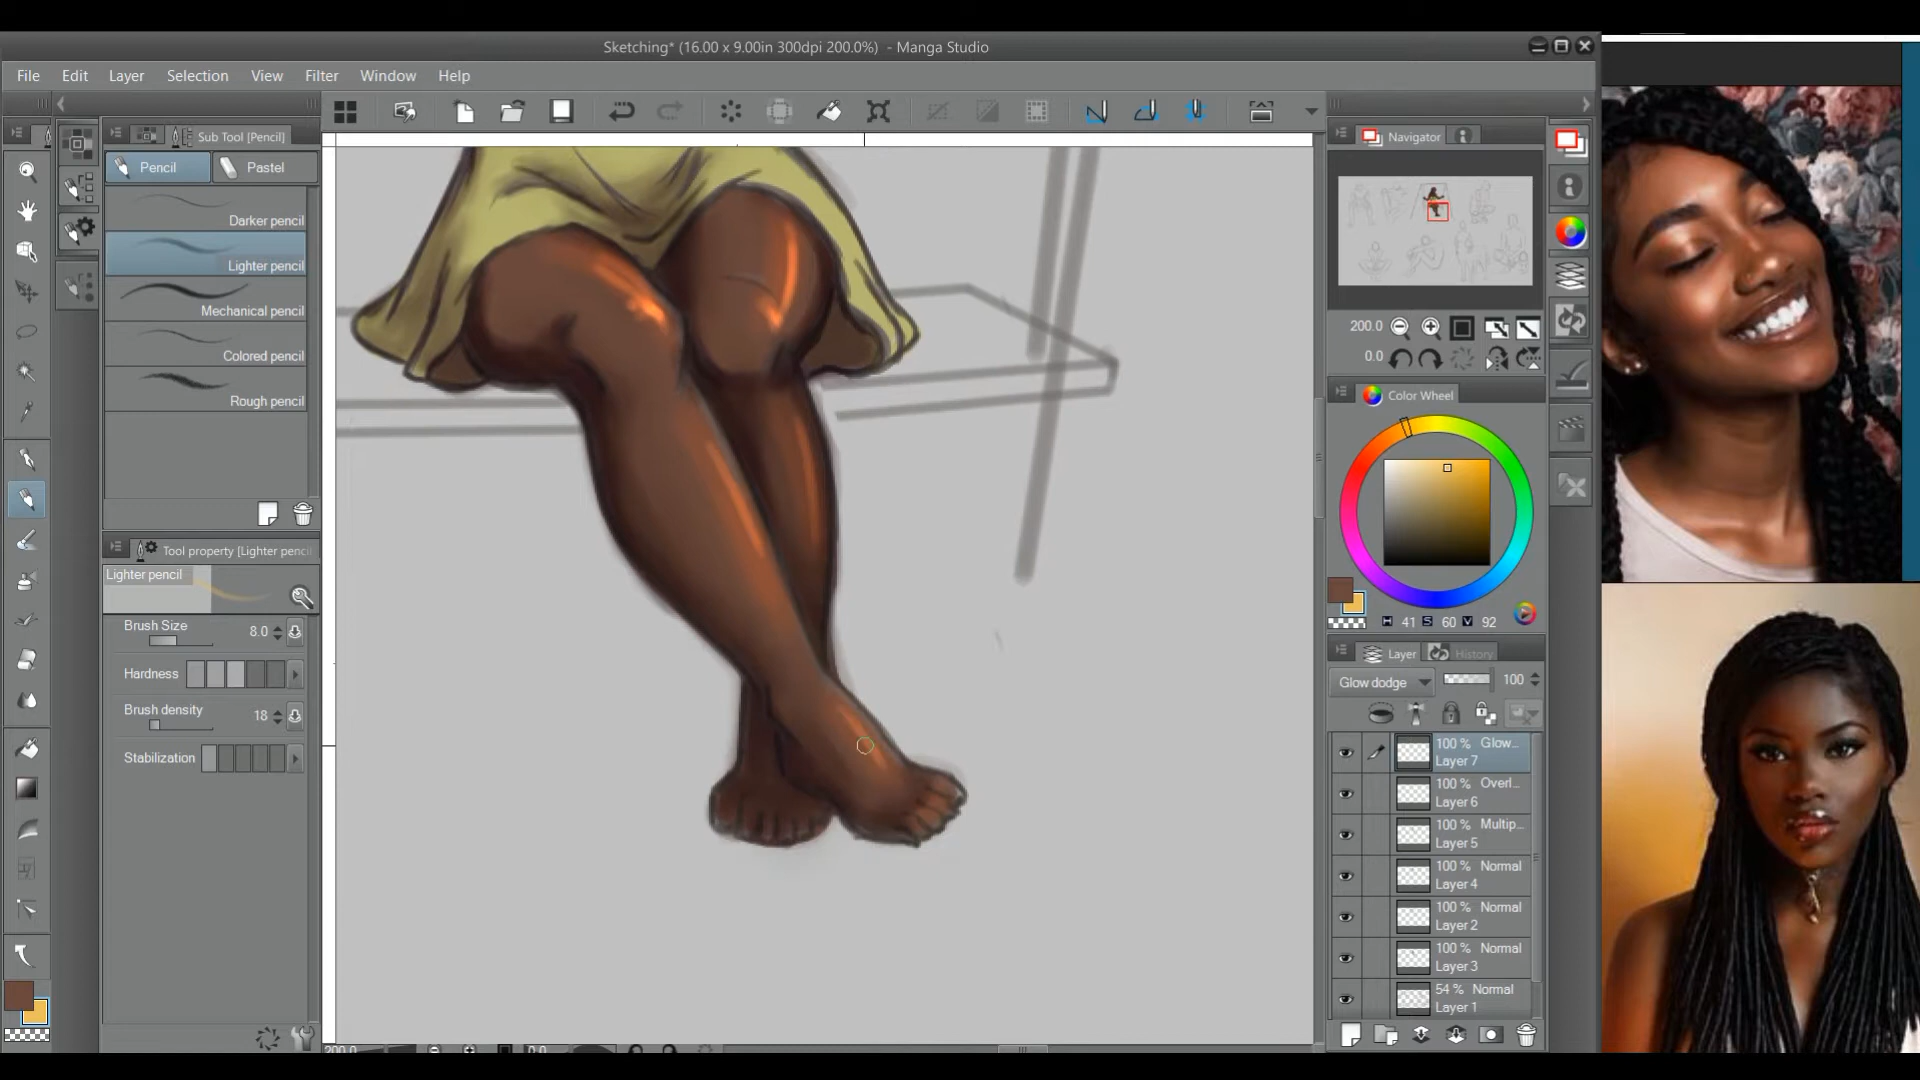 Sketching* (16.00 x 9.00in 300dpi 200.0%) - Manga Studio
File Edit Layer Selection View Filter Window Help
Sub Tool [Pencil]
Pencil Pastel
Darker pencil
Lighter pencil
Mechanical pencil
Colored pencil
Rough pencil
Tool property [Lighter pencil
Lighter pencil
Brush Size 8.0
Hardness
Brush density 18
Stabilization
Navigator
200.0
0.0
Color Wheel
H 41 S 60 V 92
Layer History
Glow dodge 100
100 % Glow...
Layer 7
100 % Overl...
Layer 6
100 % Multip...
Layer 5
100 % Normal
Layer 4
100 % Normal
Layer 2
100 % Normal
Layer 3
54 % Normal
Layer 1
200.0 0.0